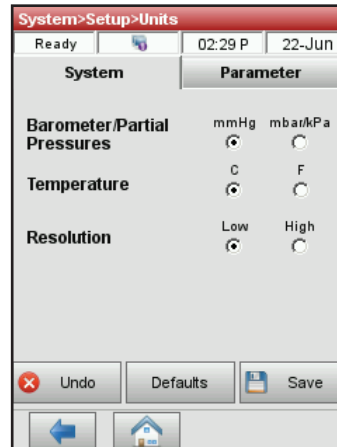 System>Setup>Units
Ready 02:29 P 22-Jun
System Parameter
Barometer/Partial Pressures mmHg mbar/kPa
Temperature C F
Resolution Low High
Undo Defaults Save